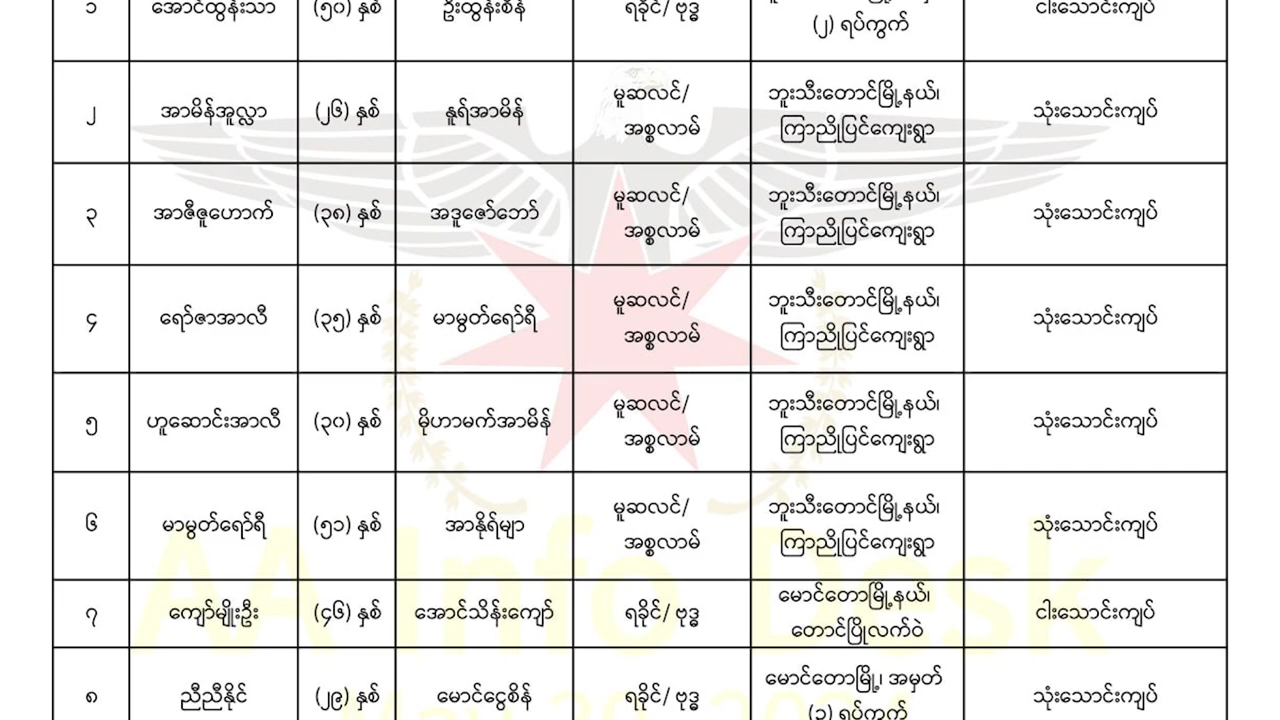 ၁
အောင်ထွန်းသာ
(၅၀) နှစ်
ဦးထွန်းစိန်
ရခိုင်/ ဗုဒ္ဓ
(၂) ရပ်ကွက်
ငါးသောင်းကျပ်
၂
အာမိန်အူလ္လာ
(၂၆) နှစ်
နူရ်အာမိန်
မူဆလင်/
အစ္စလာမ်
ဘူးသီးတောင်မြို့နယ်၊
ကြာညိုပြင်ကျေးရွာ
သုံးသောင်းကျပ်
၃
အာဇီဇူဟောက်
(၃၈) နှစ်
အဒူဇော်ဘော်
မူဆလင်/
အစ္စလာမ်
ဘူးသီးတောင်မြို့နယ်၊
ကြာညိုပြင်ကျေးရွာ
သုံးသောင်းကျပ်
၄
ရော်ဇာအာလီ
(၃၅) နှစ်
မာမွတ်ရော်ရီ
မူဆလင်/
အစ္စလာမ်
ဘူးသီးတောင်မြို့နယ်၊
ကြာညိုပြင်ကျေးရွာ
သုံးသောင်းကျပ်
၅
ဟူဆောင်းအာလီ
(၃၀) နှစ်
မိုဟာမက်အာမိန်
မူဆလင်/
အစ္စလာမ်
ဘူးသီးတောင်မြို့နယ်၊
ကြာညိုပြင်ကျေးရွာ
သုံးသောင်းကျပ်
၆
မာမွတ်ရော်ရီ
(၅၁) နှစ်
အာနိုရ်မျာ
မူဆလင်/
အစ္စလာမ်
ဘူးသီးတောင်မြို့နယ်၊
ကြာညိုပြင်ကျေးရွာ
သုံးသောင်းကျပ်
၇
ကျော်မျိုးဦး
(၄၆) နှစ်
အောင်သိန်းကျော်
ရခိုင်/ ဗုဒ္ဓ
မောင်တောမြို့နယ်၊
တောင်ပြိုလက်ဝဲ
ငါးသောင်းကျပ်
၈
ညီညီနိုင်
(၂၉) နှစ်
မောင်ငွေစိန်
ရခိုင်/ ဗုဒ္ဓ
မောင်တောမြို့၊ အမှတ်
(၃) ရပ်ကွက်
သုံးသောင်းကျပ်
AA Info Desk